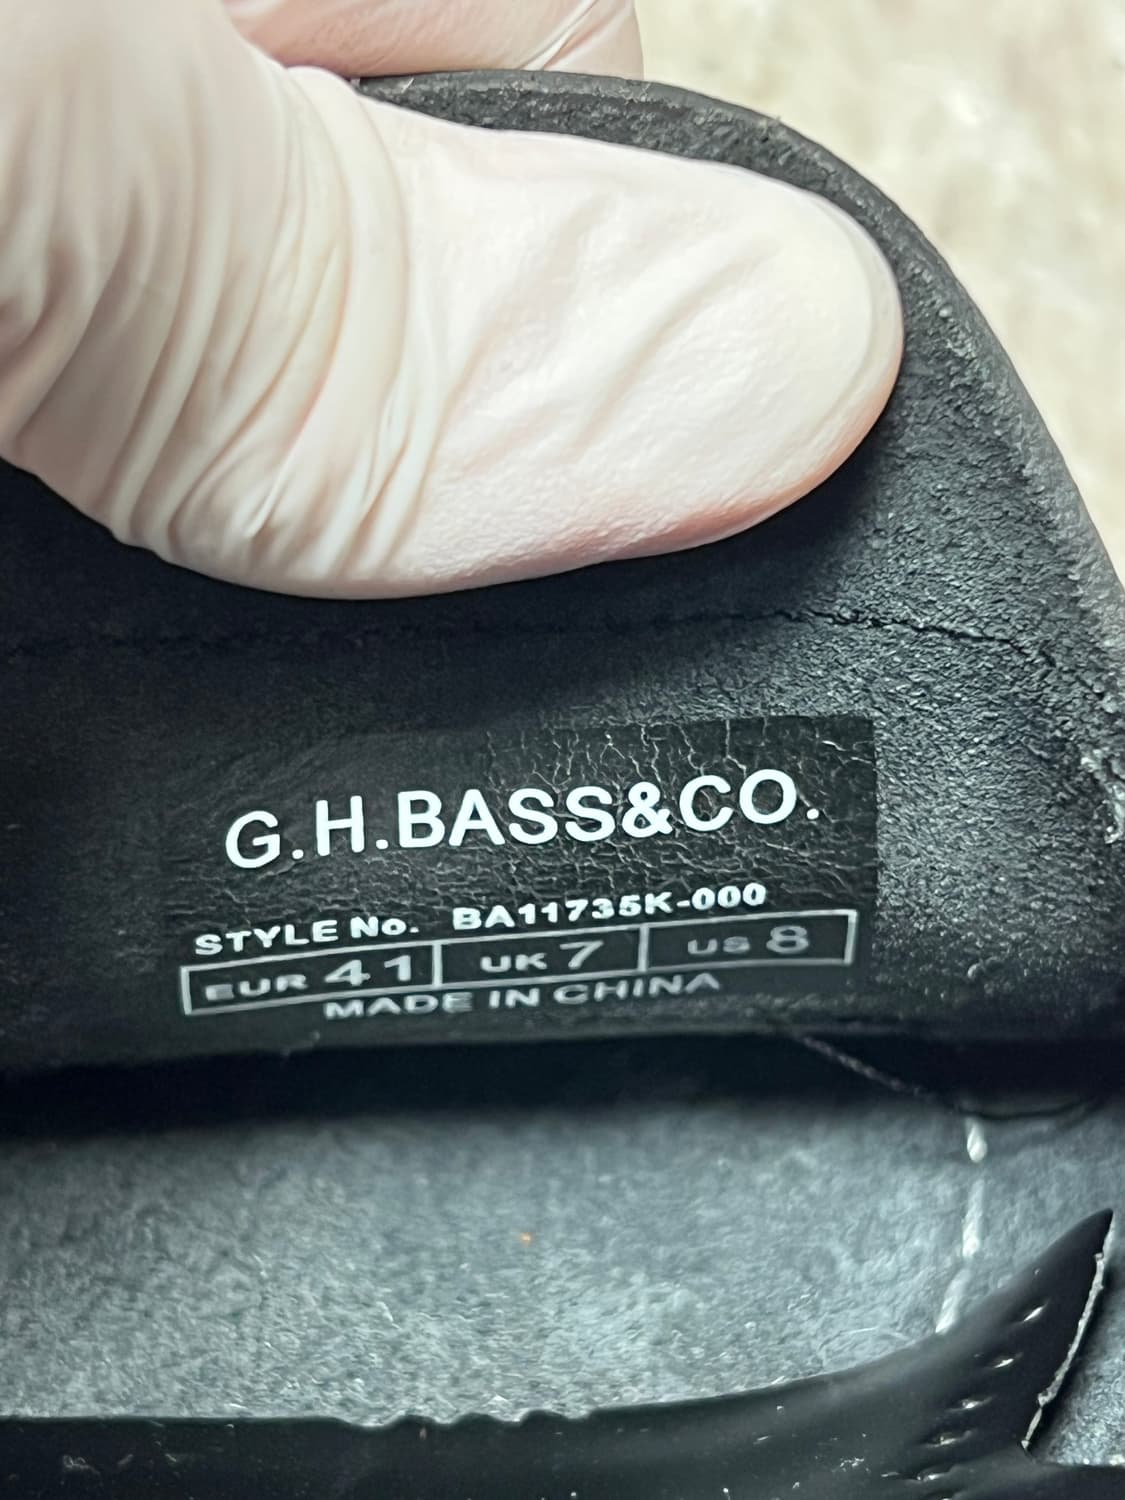 G.H.BASS&CO.
STYLE No. BA11735K-000
EUR 41 UK 7 US 8
MADE IN CHINA